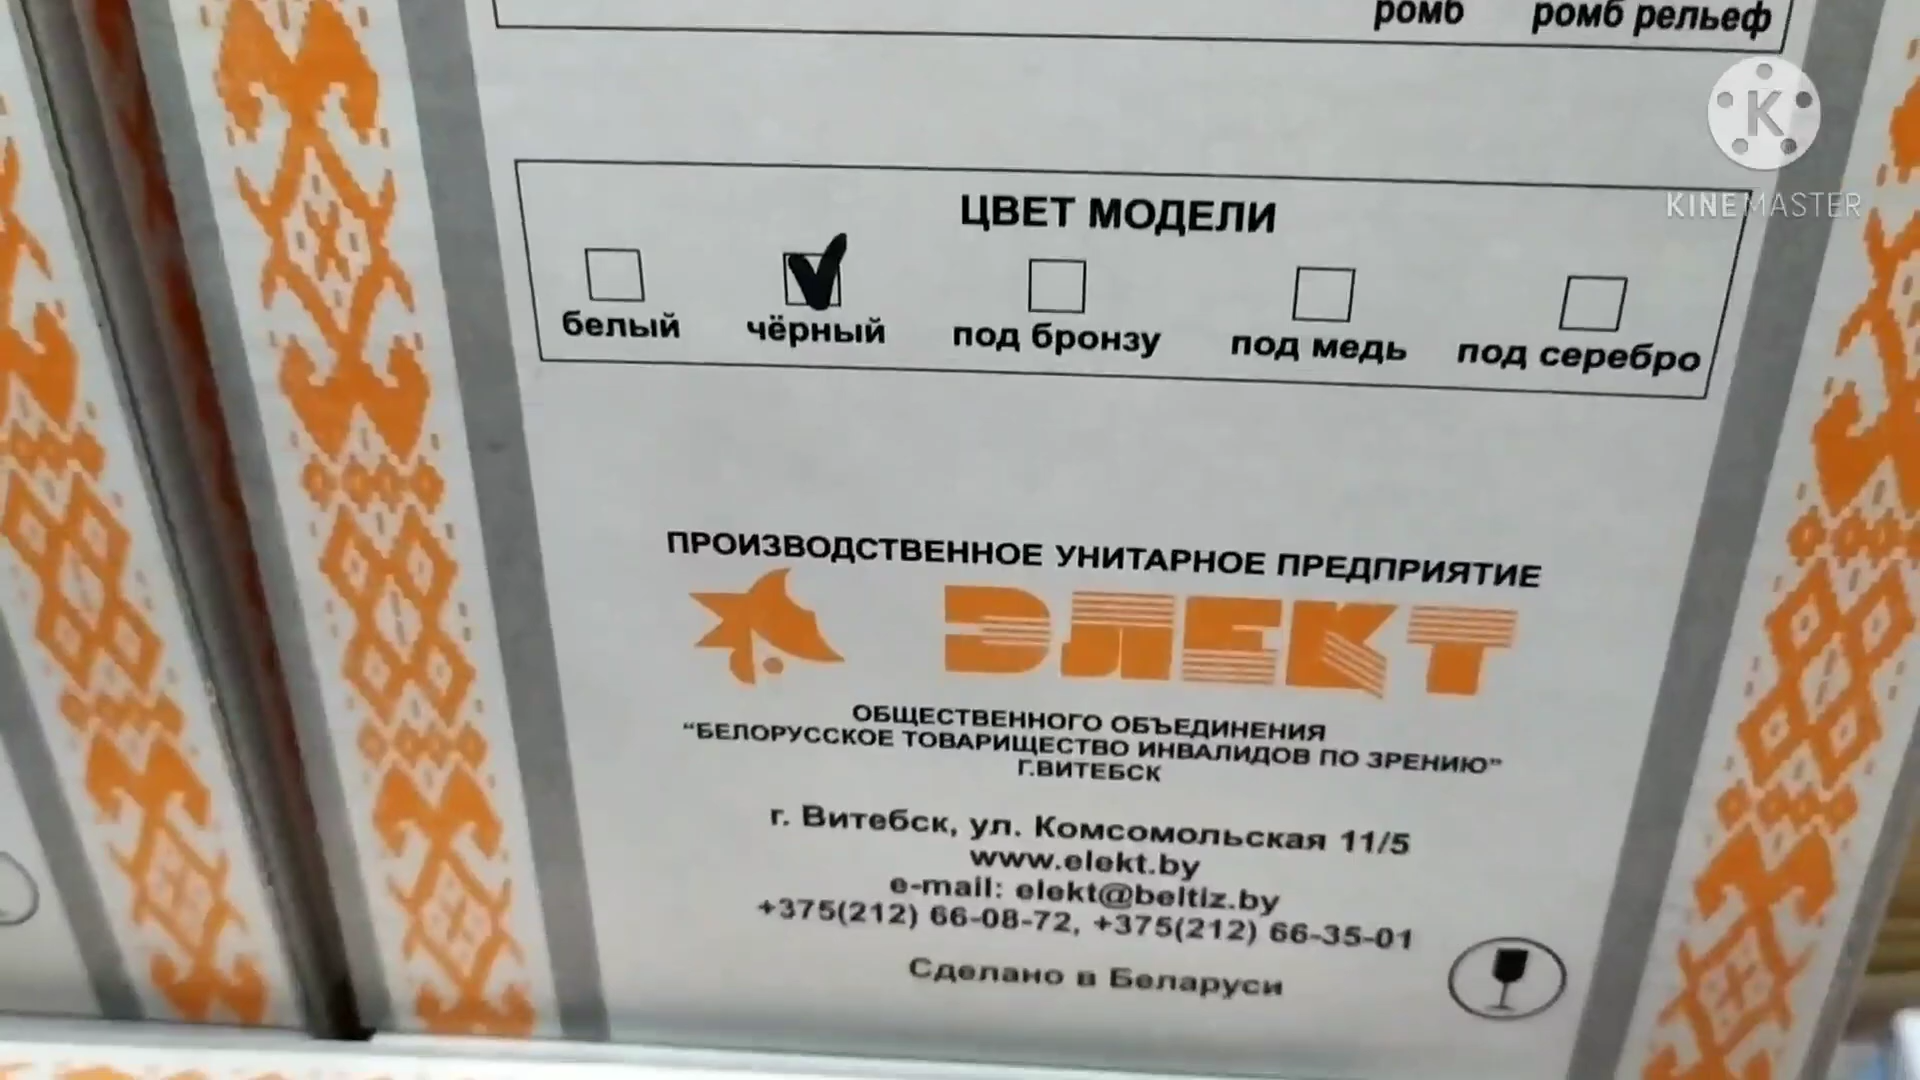 ромб ромб рельеф
K
KINEMASTER
ЦВЕТ МОДЕЛИ
белый чёрный под бронзу под медь под серебро
ПРОИЗВОДСТВЕННОЕ УНИТАРНОЕ ПРЕДПРИЯТИЕ
ЭЛЕКТ
ОБЩЕСТВЕННОГО ОБЪЕДИНЕНИЯ
“БЕЛОРУССКОЕ ТОВАРИЩЕСТВО ИНВАЛИДОВ ПО ЗРЕНИЮ”
Г.ВИТЕБСК
г. Витебск, ул. Комсомольская 11/5
www.elekt.by
e-mail: elekt@beltiz.by
+375(212) 66-08-72, +375(212) 66-35-01
Сделано в Беларуси